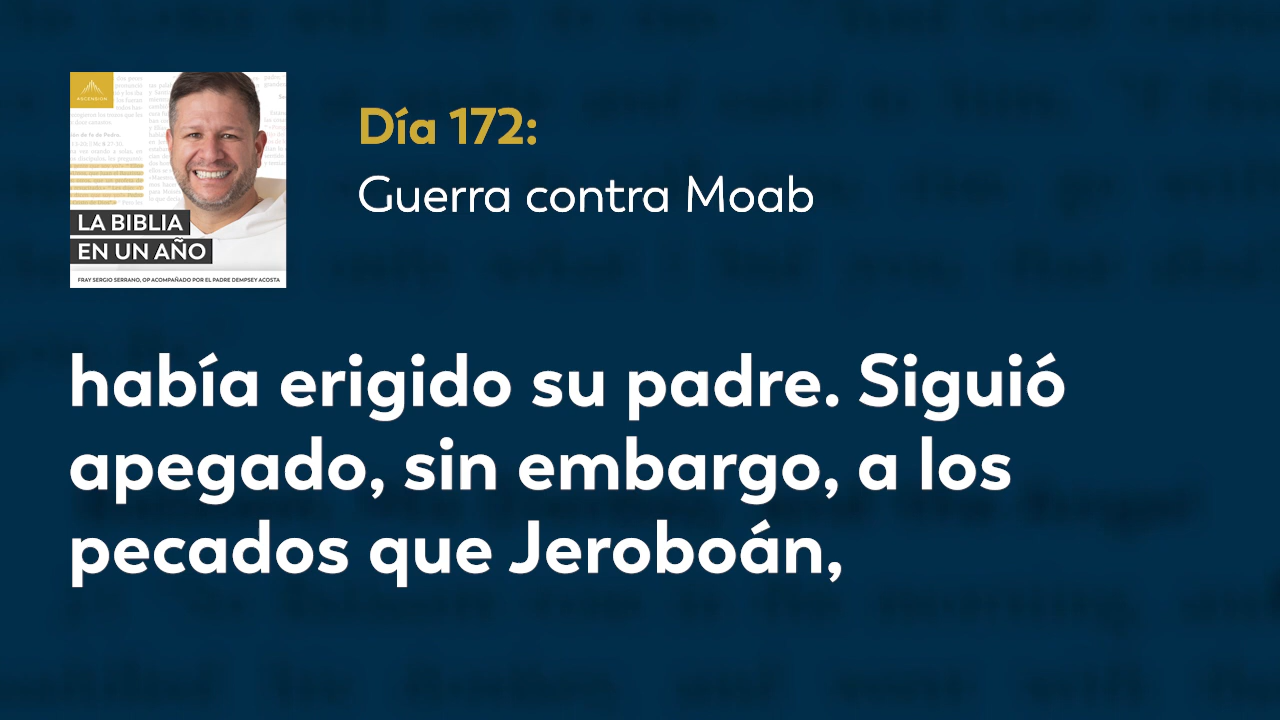 ASCENSION
LA BIBLIA
EN UN AÑO
FRAY SERGIO SERRANO, OP ACOMPAÑADO POR EL PADRE DEMPSEY ACOSTA
Día 172:
Guerra contra Moab
había erigido su padre. Siguió
apegado, sin embargo, a los
pecados que Jeroboán,